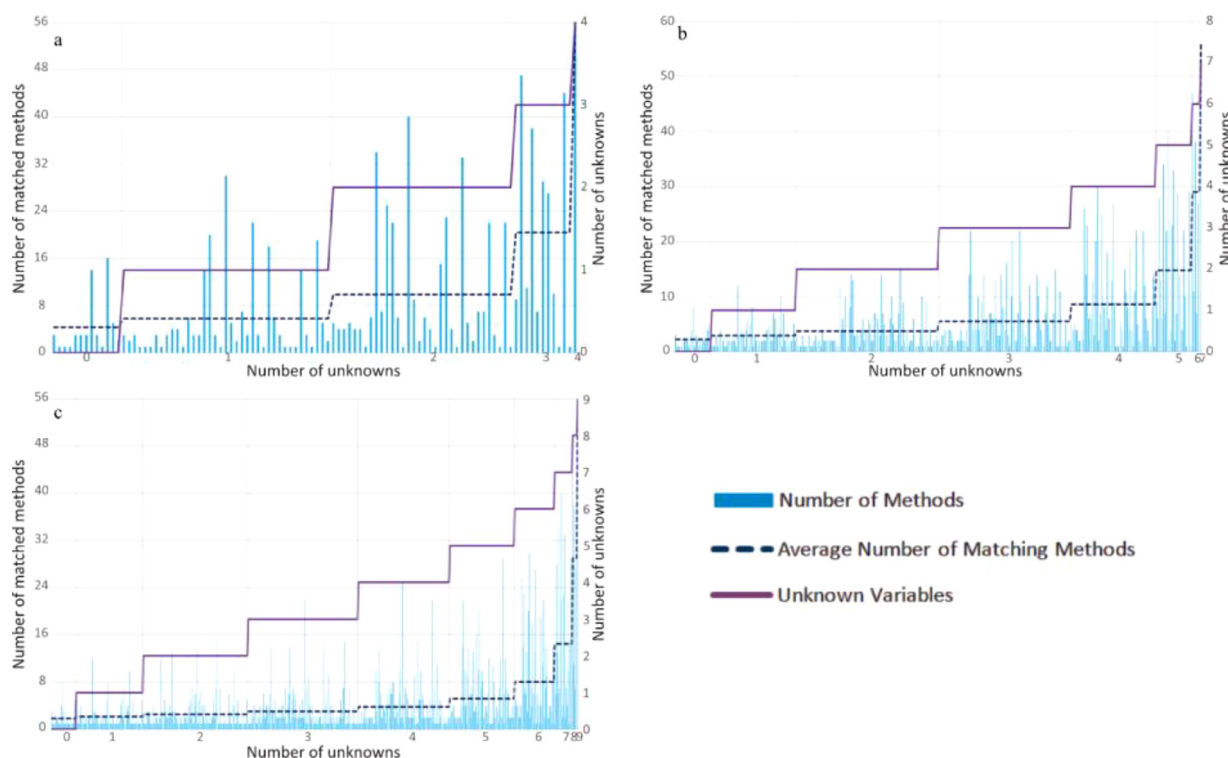 a
56
48
40
32
24
16
8
0
4
3
2
1
0
0 1 2 3 4
Number of matched methods
Number of unknowns
Number of unknowns
b
60
50
40
30
20
10
0
8
7
6
5
4
3
2
1
0
0 1 2 3 4 5 67
Number of matched methods
Number of unknowns
Number of unknowns
c
56
48
40
32
24
16
8
0
9
8
7
6
5
4
3
2
1
0
0 1 2 3 4 5 6 789
Number of matched methods
Number of unknowns
Number of unknowns
Number of Methods
Average Number of Matching Methods
Unknown Variables